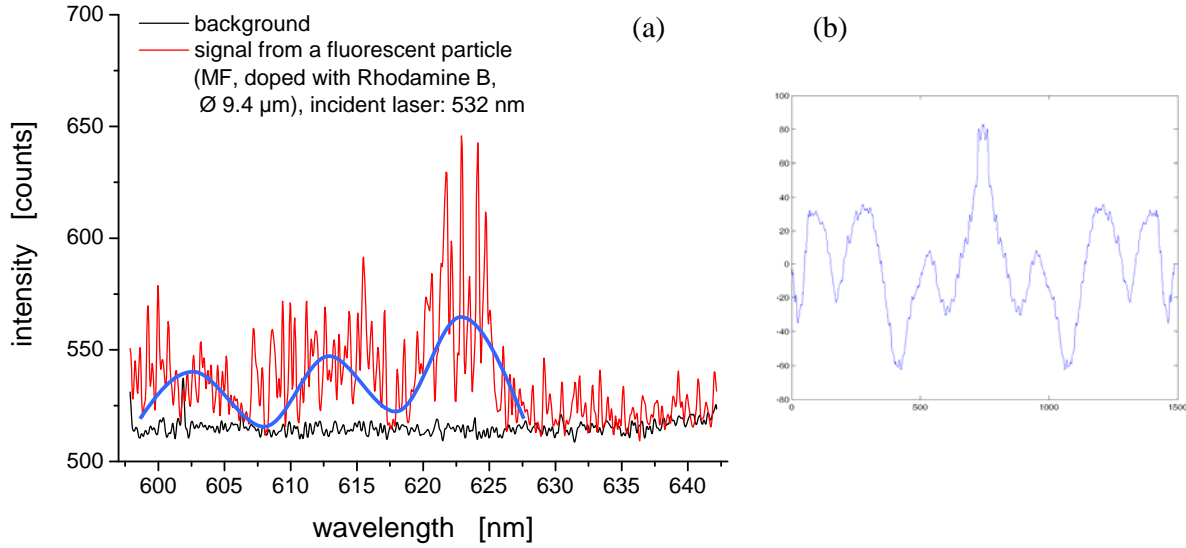 700
650
600
550
500
intensity [counts]
background
signal from a fluorescent particle
(MF, doped with Rhodamine B,
Ø 9.4 µm), incident laser: 532 nm
(a)
600 605 610 615 620 625 630 635 640
wavelength [nm]
(b)
100
80
60
40
20
0
-20
-40
-60
-80
0 500 1000 1500